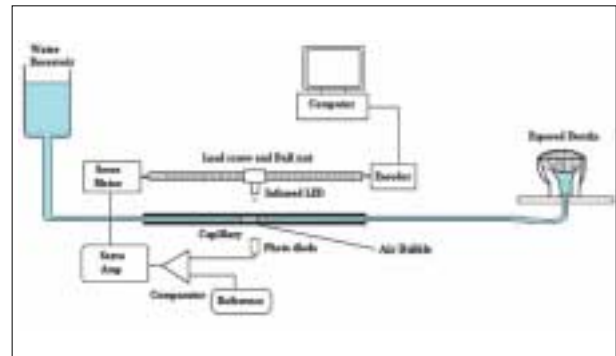 Water
Reservoir
Computer
Exposed Dentin
Lead screw and Ball nut
Servo
Motor
Encoder
Infrared LED
Capillary
Photo diode
Air Bubble
Servo
Amp
Comparator
Reference